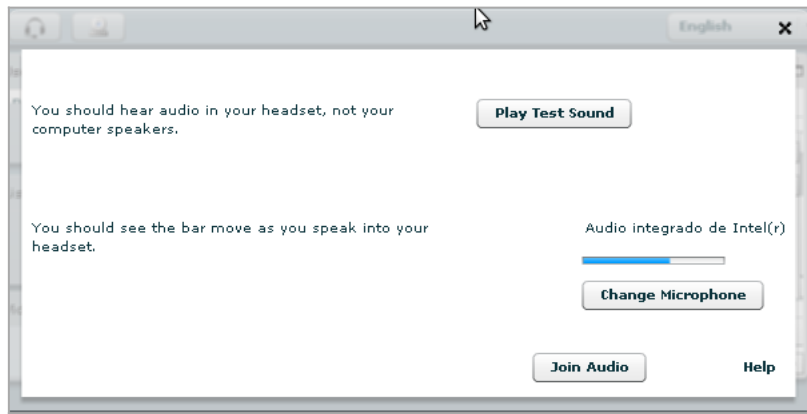 English
You should hear audio in your headset, not your
computer speakers.
Play Test Sound
You should see the bar move as you speak into your
headset.
Audio integrado de Intel(r)
Change Microphone
Join Audio
Help